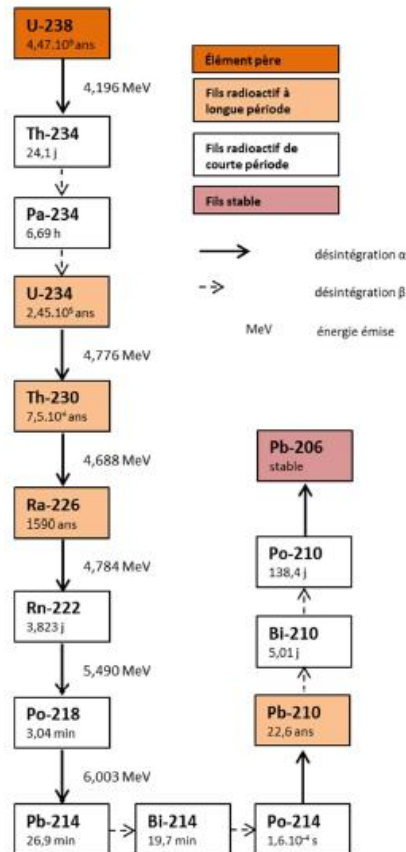 U-238
4,47.10⁹ ans
4,196 MeV
Th-234
24,1 j
Pa-234
6,69 h
U-234
2,45.10⁵ ans
4,776 MeV
Th-230
7,5.10⁴ ans
4,688 MeV
Ra-226
1590 ans
4,784 MeV
Rn-222
3,823 j
5,490 MeV
Po-218
3,04 min
6,003 MeV
Pb-214
26,9 min
Bi-214
19,7 min
Po-214
1,6.10⁻⁴ s
Pb-210
22,6 ans
Bi-210
5,01 j
Po-210
138,4 j
Pb-206
stable
Élément père
Fils radioactif à
longue période
Fils radioactif de
courte période
Fils stable
désintégration α
désintégration β
MeV énergie émise